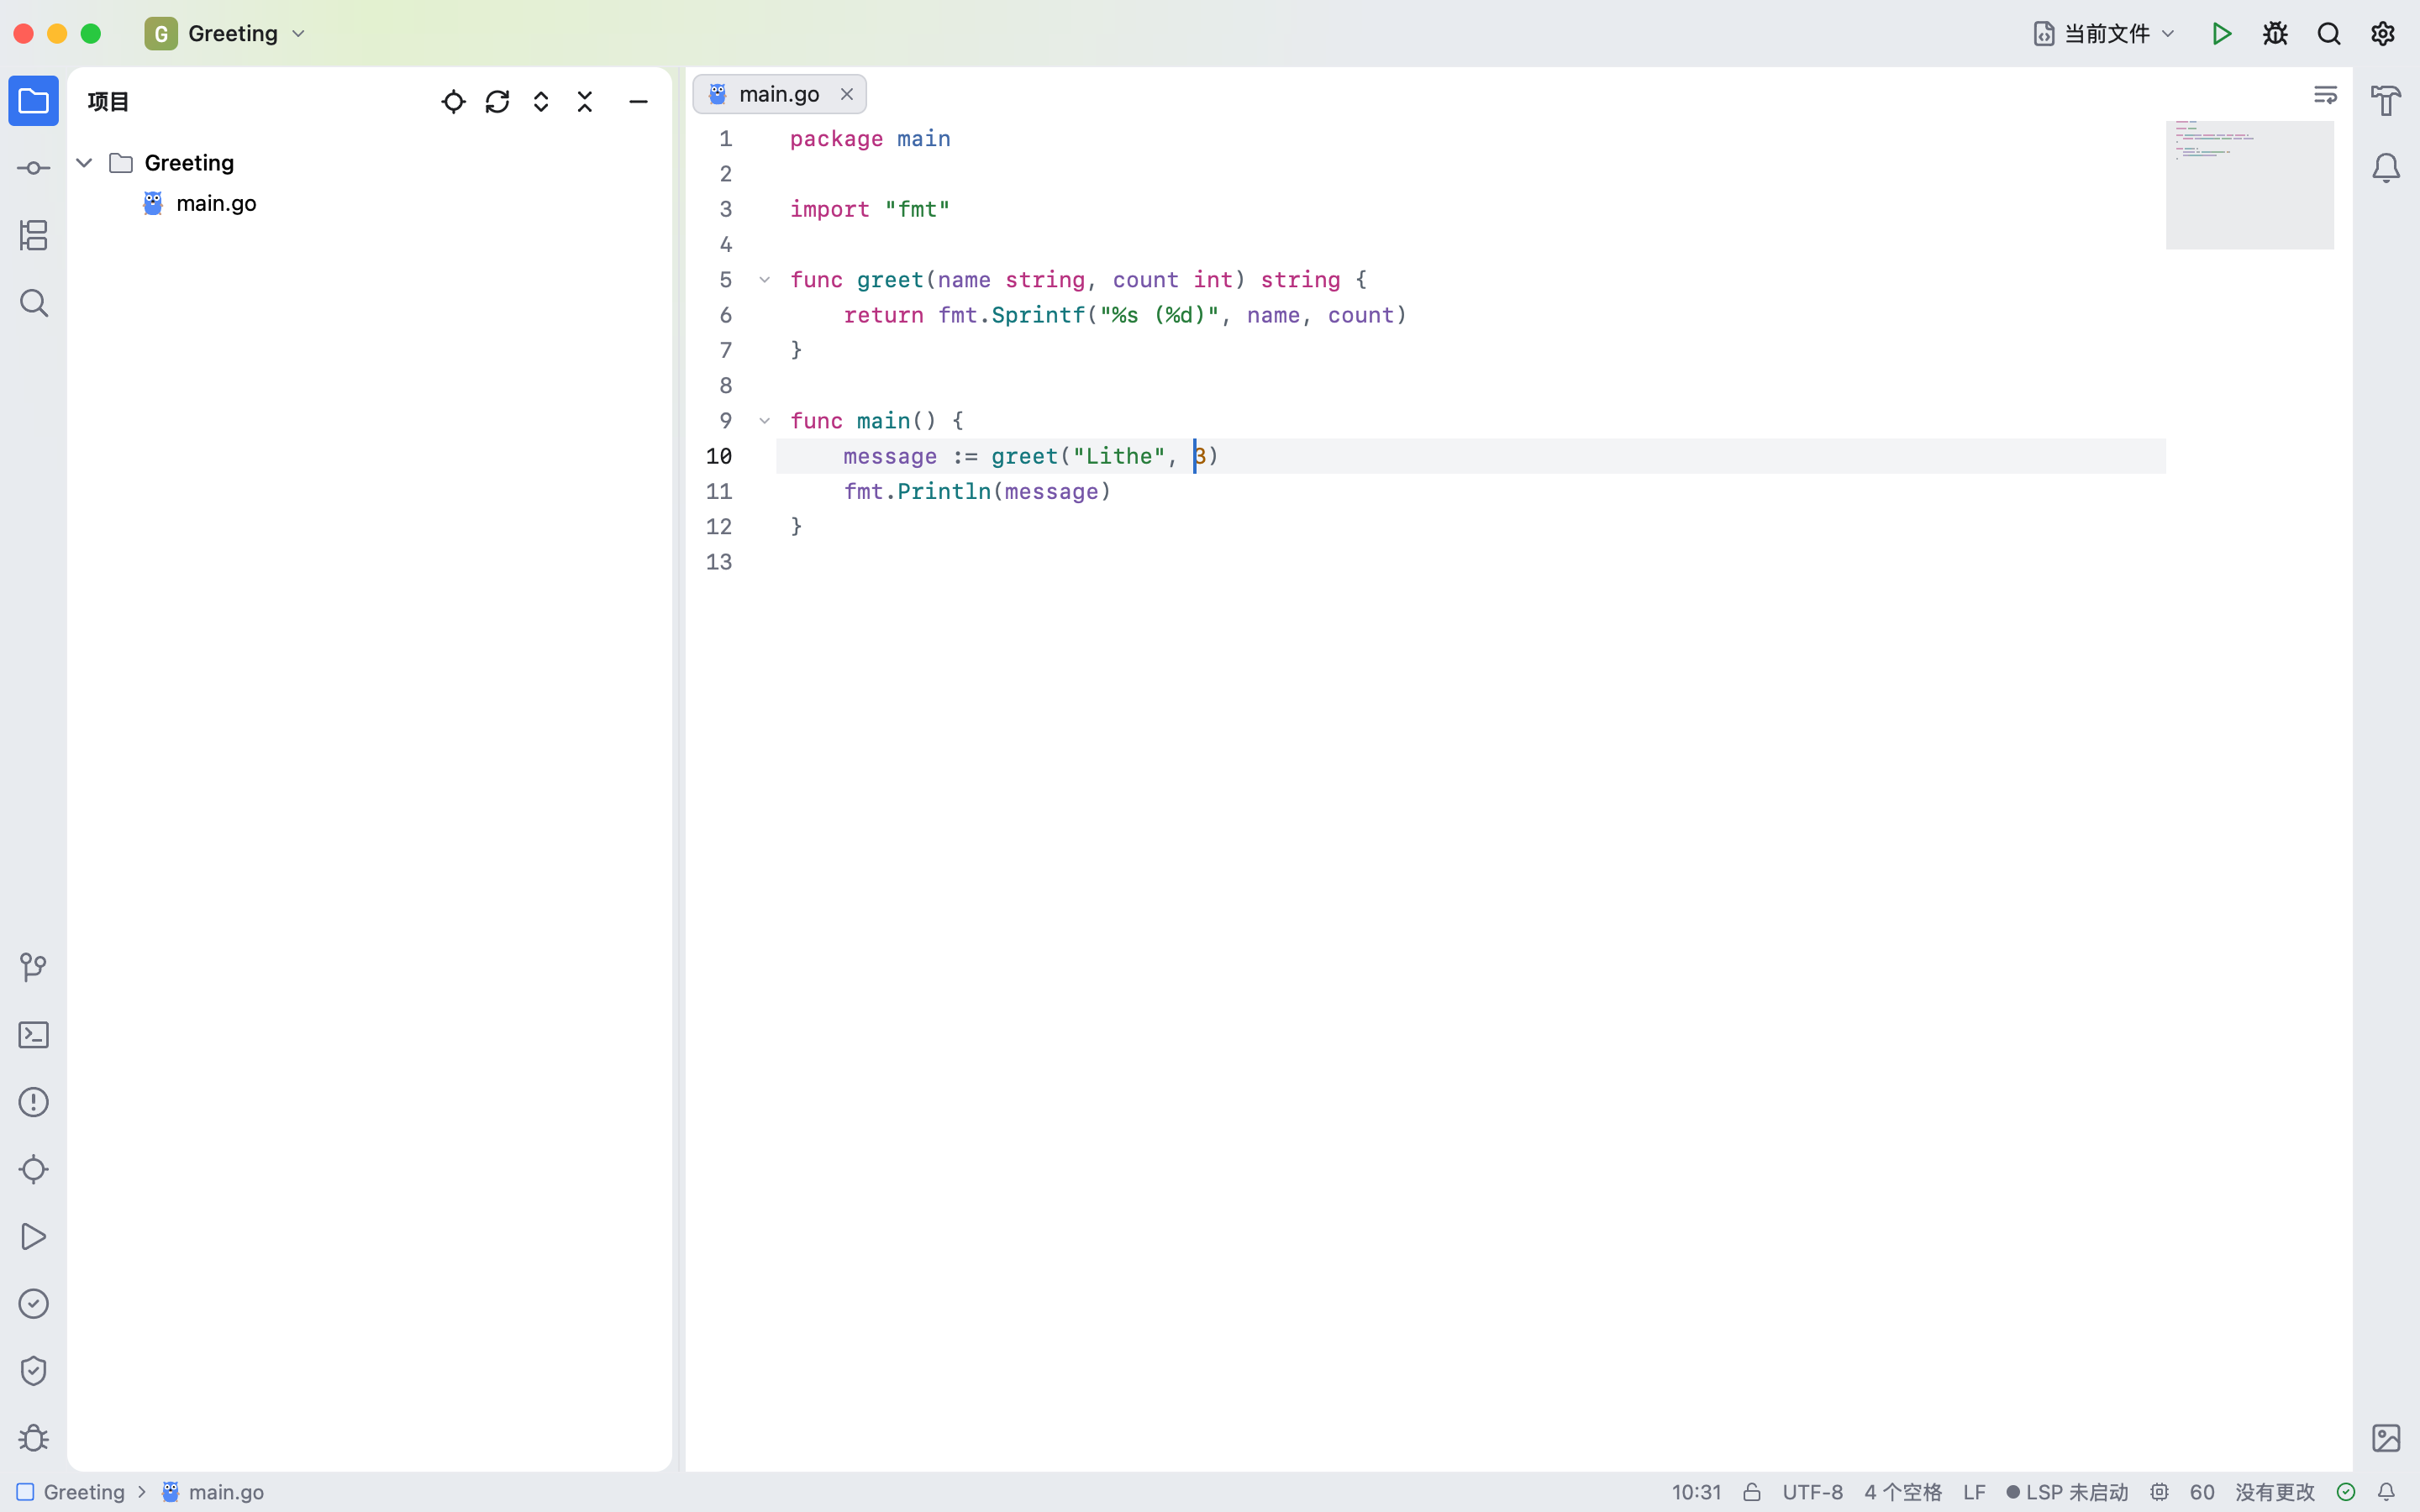 G Greeting
当前文件
项目
Greeting
main.go
main.go
1 package main
2
3 import "fmt"
4
5 func greet(name string, count int) string {
6 return fmt.Sprintf("%s (%d)", name, count)
7 }
8
9 func main() {
10 message := greet("Lithe", 3)
11 fmt.Println(message)
12 }
13
Greeting > main.go
10:31 UTF-8 4 个空格 LF LSP 未启动 60 没有更改